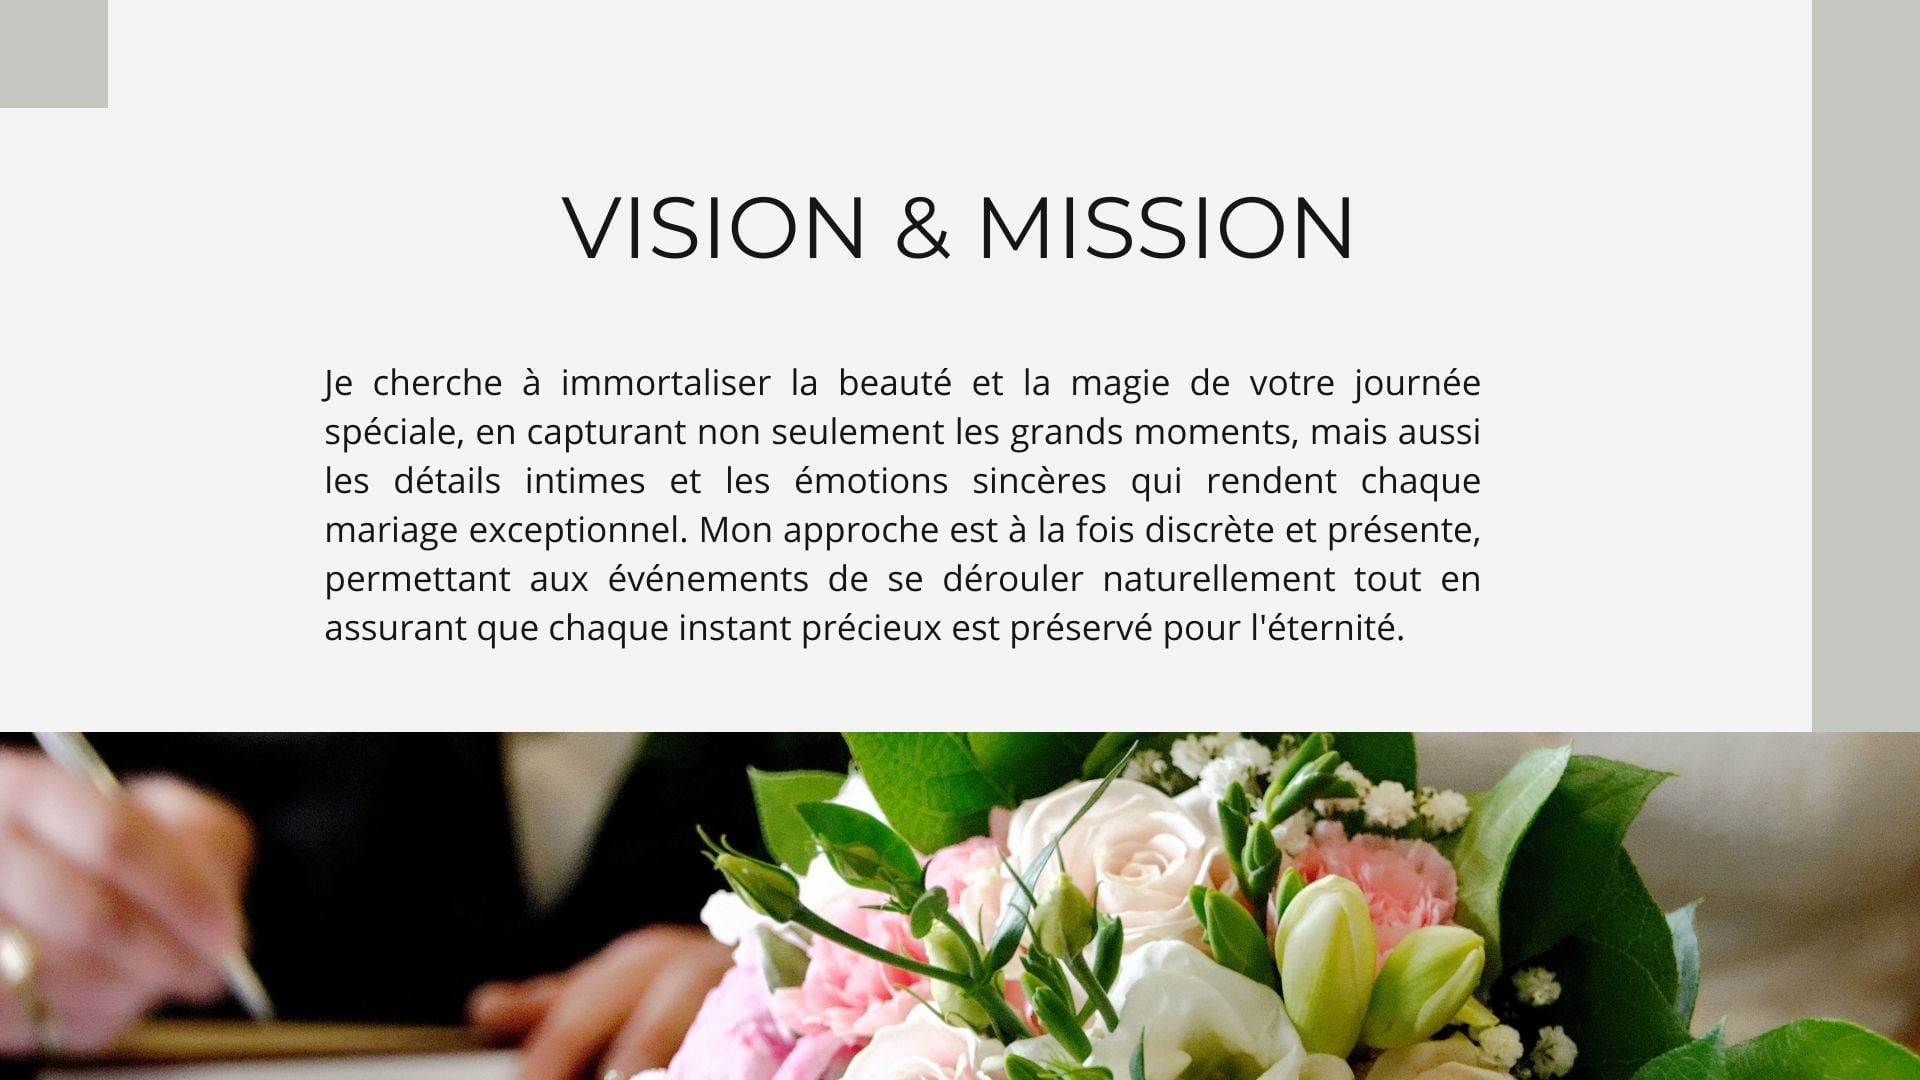 VISION & MISSION
Je cherche à immortaliser la beauté et la magie de votre journée
spéciale, en capturant non seulement les grands moments, mais aussi
les détails intimes et les émotions sincères qui rendent chaque
mariage exceptionnel. Mon approche est à la fois discrète et présente,
permettant aux événements de se dérouler naturellement tout en
assurant que chaque instant précieux est préservé pour l'éternité.